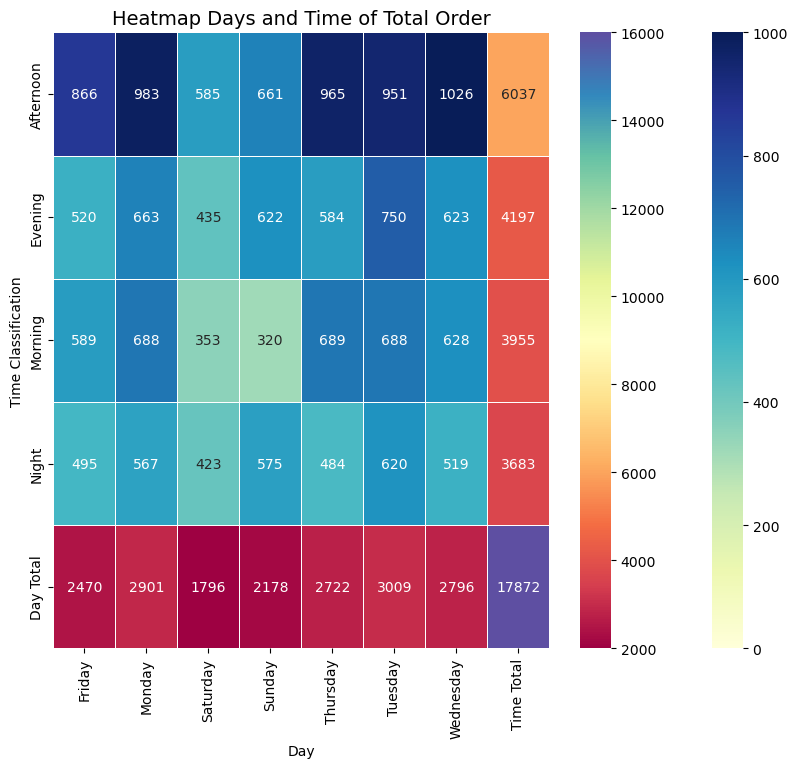 Heatmap Days and Time of Total Order
Time Classification
Afternoon 866 983 585 661 965 951 1026 6037
Evening 520 663 435 622 584 750 623 4197
Morning 589 688 353 320 689 688 628 3955
Night 495 567 423 575 484 620 519 3683
Day Total 2470 2901 1796 2178 2722 3009 2796 17872
Friday Monday Saturday Sunday Thursday Tuesday Wednesday Time Total
Day
16000
14000
12000
10000
8000
6000
4000
2000
1000
800
600
400
200
0